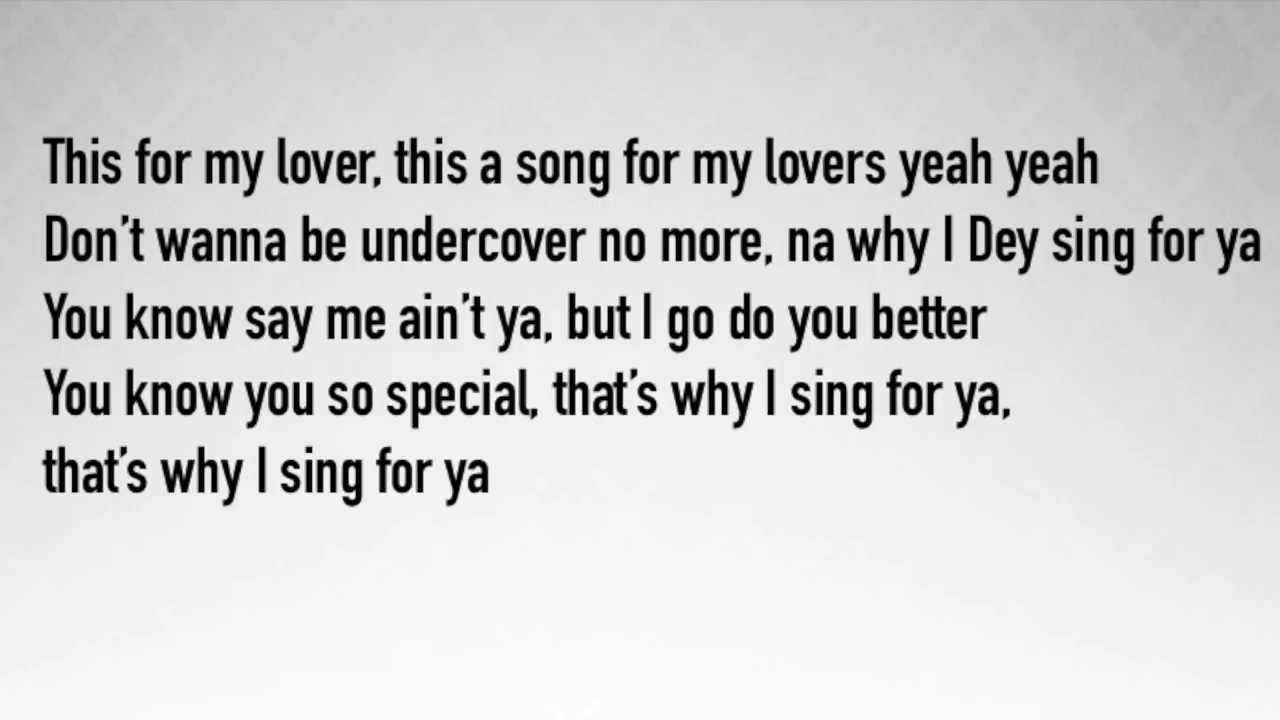 This for my lover, this a song for my lovers yeah yeah
Don't wanna be undercover no more, na why I Dey sing for ya
You know say me ain't ya, but I go do you better
You know you so special, that's why I sing for ya,
that's why I sing for ya